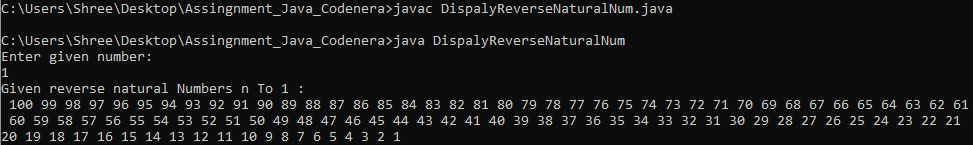 C:\Users\Shree\Desktop\Assingnment_Java_Codenera>javac DispalyReverseNaturalNum.java
C:\Users\Shree\Desktop\Assingnment_Java_Codenera>java DispalyReverseNaturalNum
Enter given number:
1
Given reverse natural Numbers n To 1 :
100 99 98 97 96 95 94 93 92 91 90 89 88 87 86 85 84 83 82 81 80 79 78 77 76 75 74 73 72 71 70 69 68 67 66 65 64 63 62 61
60 59 58 57 56 55 54 53 52 51 50 49 48 47 46 45 44 43 42 41 40 39 38 37 36 35 34 33 32 31 30 29 28 27 26 25 24 23 22 21
20 19 18 17 16 15 14 13 12 11 10 9 8 7 6 5 4 3 2 1